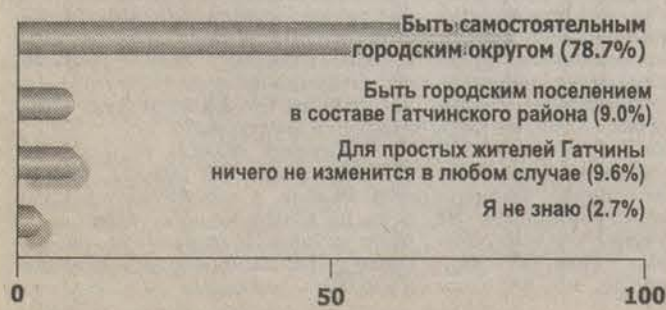 Быть самостоятельным
городским округом (78.7%)
Быть городским поселением
в составе Гатчинского района (9.0%)
Для простых жителей Гатчины
ничего не изменится в любом случае (9.6%)
Я не знаю (2.7%)
0 50 100